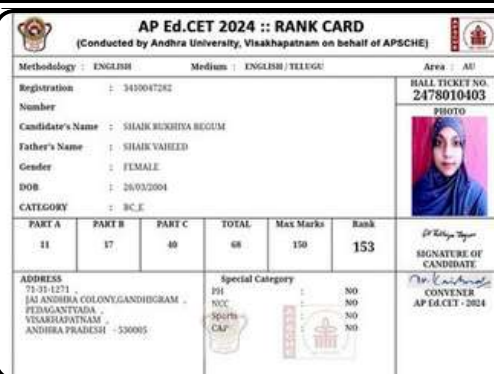 AP Ed.CET 2024 :: RANK CARD
(Conducted by Andhra University, Visakhapatnam on behalf of APSCHE)
Methodology : ENGLISH Medium : ENGLISH / TELUGU Area : AU
Registration Number : 3410047282
HALL TICKET NO.
2478010403
PHOTO
Candidate's Name : SHAIK RUKHIYA BEGUM
Father's Name : SHAIK VAHEED
Gender : FEMALE
DOB : 26/03/2004
CATEGORY : BC_E
PART A PART B PART C TOTAL Max Marks Rank
11 17 40 68 150 153
SIGNATURE OF
CANDIDATE
ADDRESS
71-31-1271 ,
JAI ANDHRA COLONY,GANDHIGRAM ,
PEDAGANTYADA ,
VISAKHAPATNAM ,
ANDHRA PRADESH - 530005
Special Category
PH : NO
NCC : NO
Sports : NO
CAP : NO
CONVENER
AP Ed.CET - 2024